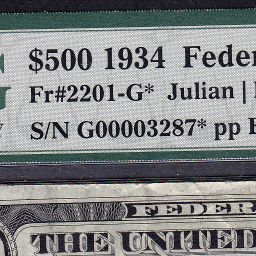 $500 1934 Feder
Fr#2201-G* Julian |
S/N G00003287* pp
FEDER
THE UNITED